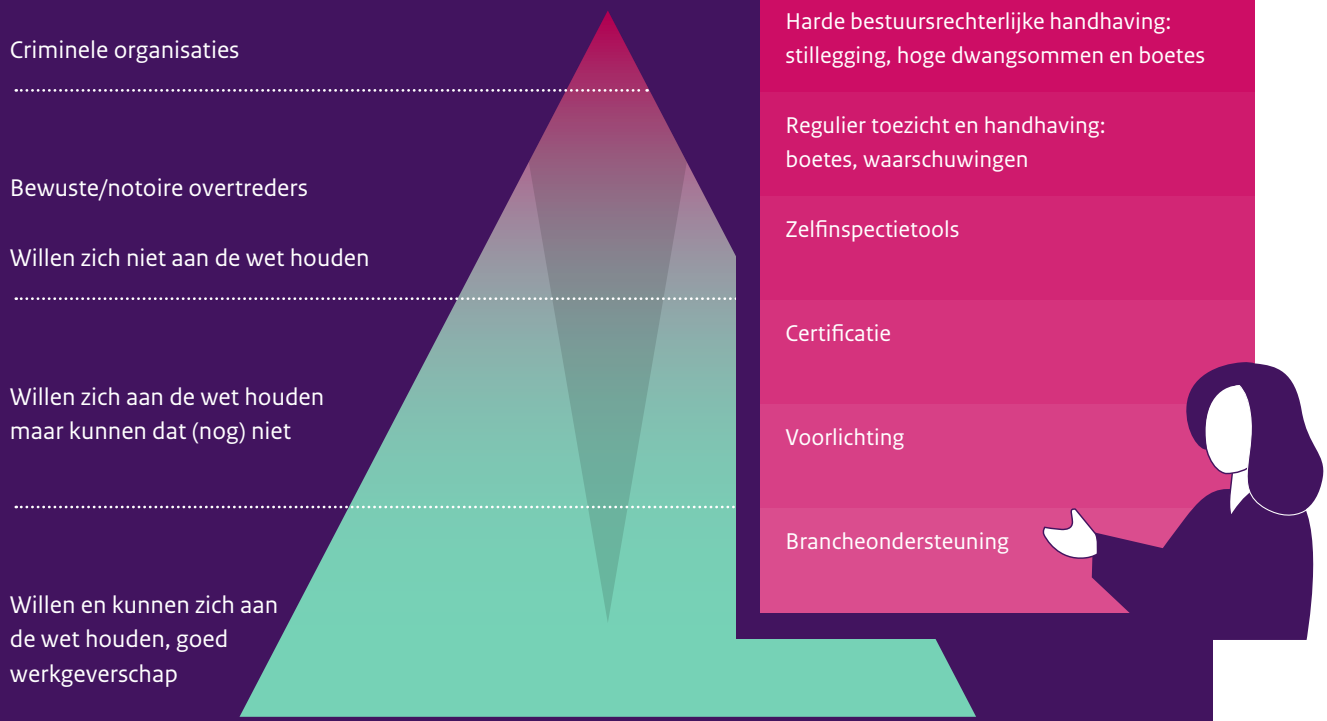 Criminele organisaties
Bewuste/notoire overtreders
Willen zich niet aan de wet houden
Willen zich aan de wet houden
maar kunnen dat (nog) niet
Willen en kunnen zich aan
de wet houden, goed
werkgeverschap
Harde bestuursrechterlijke handhaving:
stillegging, hoge dwangsommen en boetes
Regulier toezicht en handhaving:
boetes, waarschuwingen
Zelfinspectietools
Certificatie
Voorlichting
Brancheondersteuning